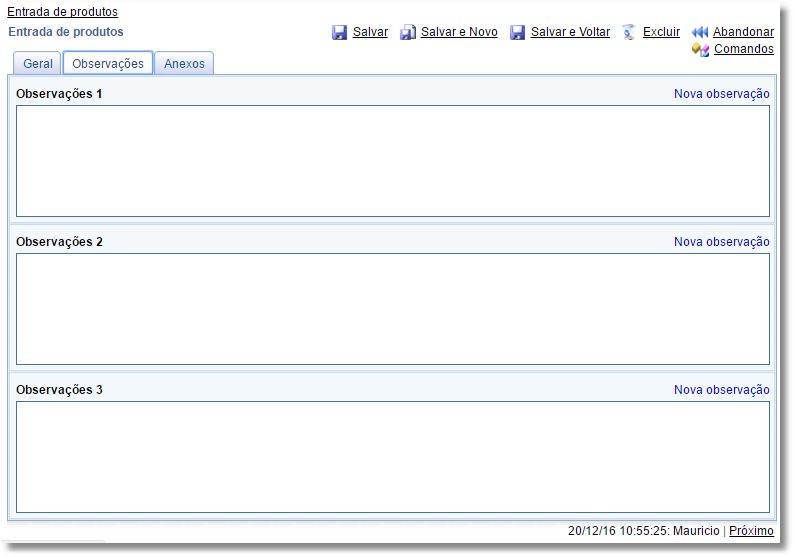 Entrada de produtos
Entrada de produtos Salvar Salvar e Novo Salvar e Voltar Excluir Abandonar
Comandos
Geral Observações Anexos
Observações 1 Nova observação
Observações 2 Nova observação
Observações 3 Nova observação
20/12/16 10:55:25: Mauricio | Próximo